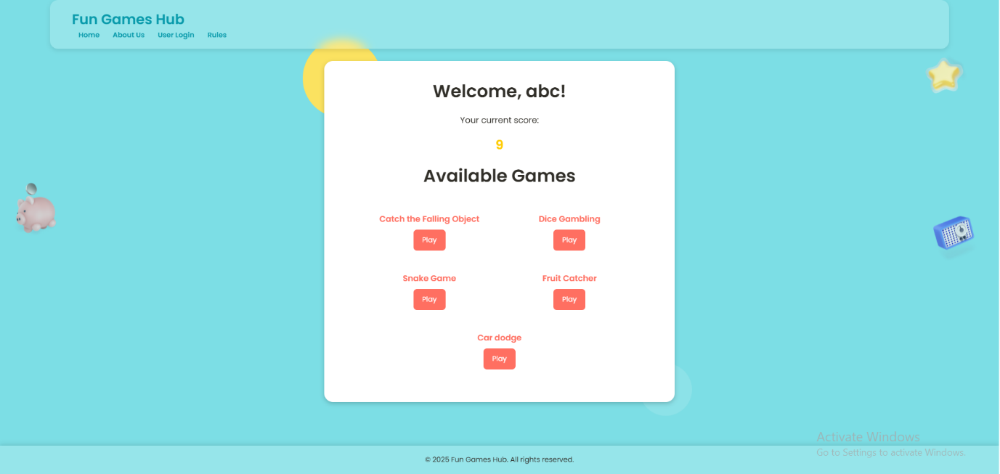 Fun Games Hub
Home About Us User Login Rules
Welcome, abc!
Your current score:
9
Available Games
Catch the Falling Object Dice Gambling
Play Play
Snake Game Fruit Catcher
Play Play
Car dodge
Play
Activate Windows
Go to Settings to activate Windows.
© 2025 Fun Games Hub. All rights reserved.